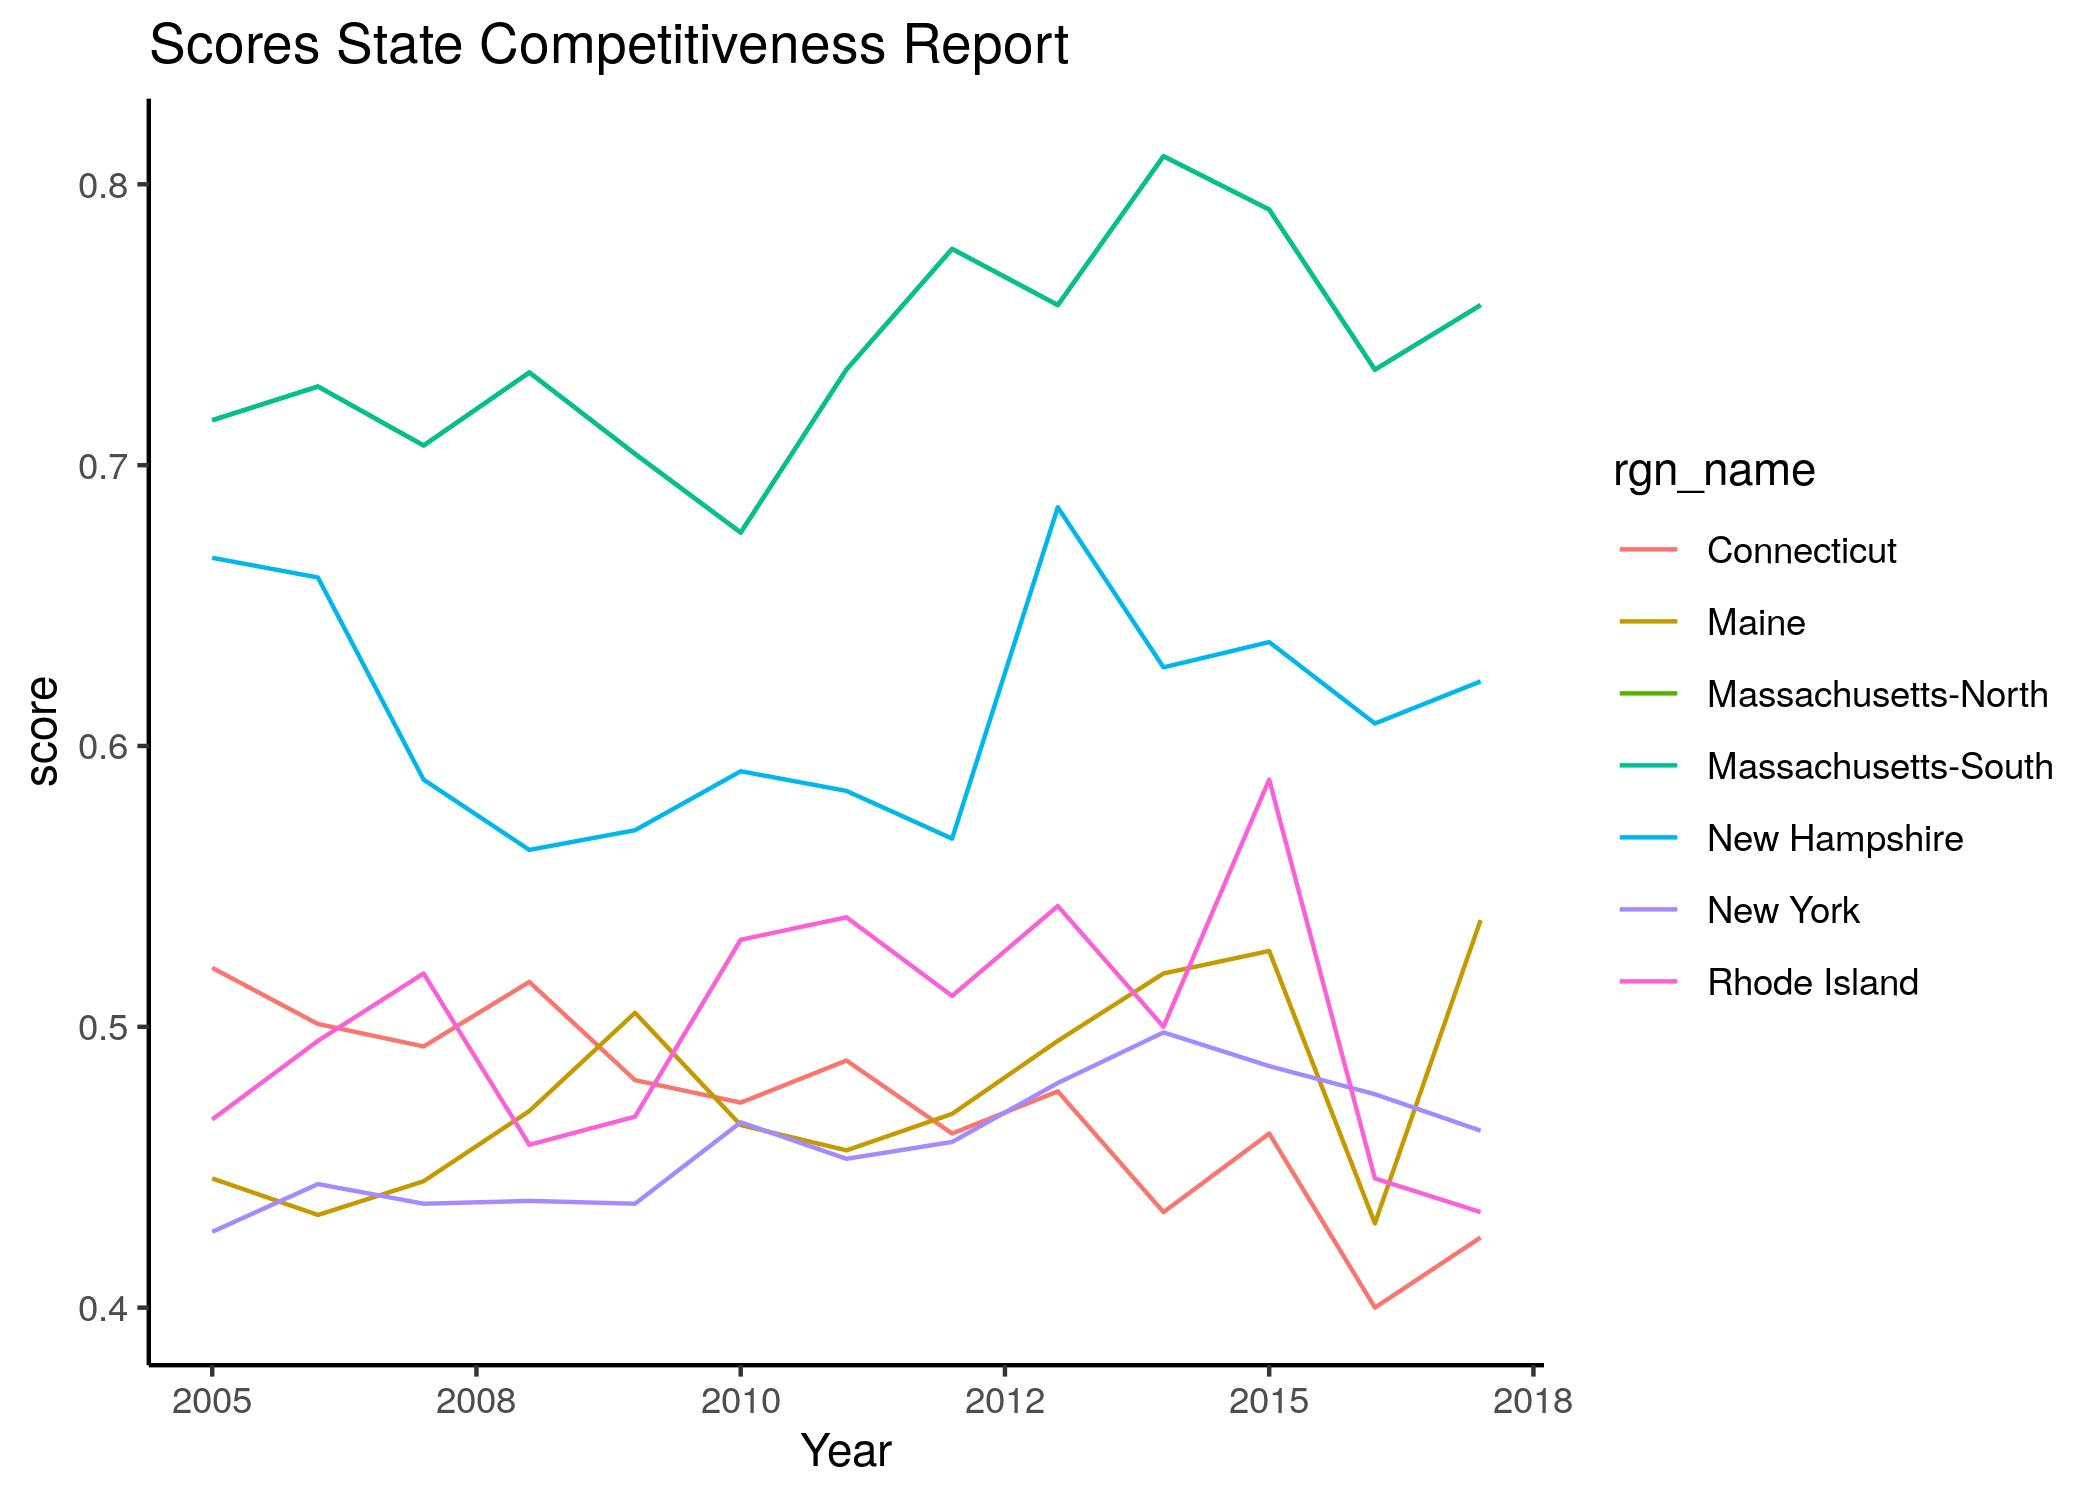 Scores State Competitiveness Report
0.8
0.7
0.6
0.5
0.4
score
2005 2008 2010 2012 2015 2018
Year
rgn_name
Connecticut
Maine
Massachusetts-North
Massachusetts-South
New Hampshire
New York
Rhode Island